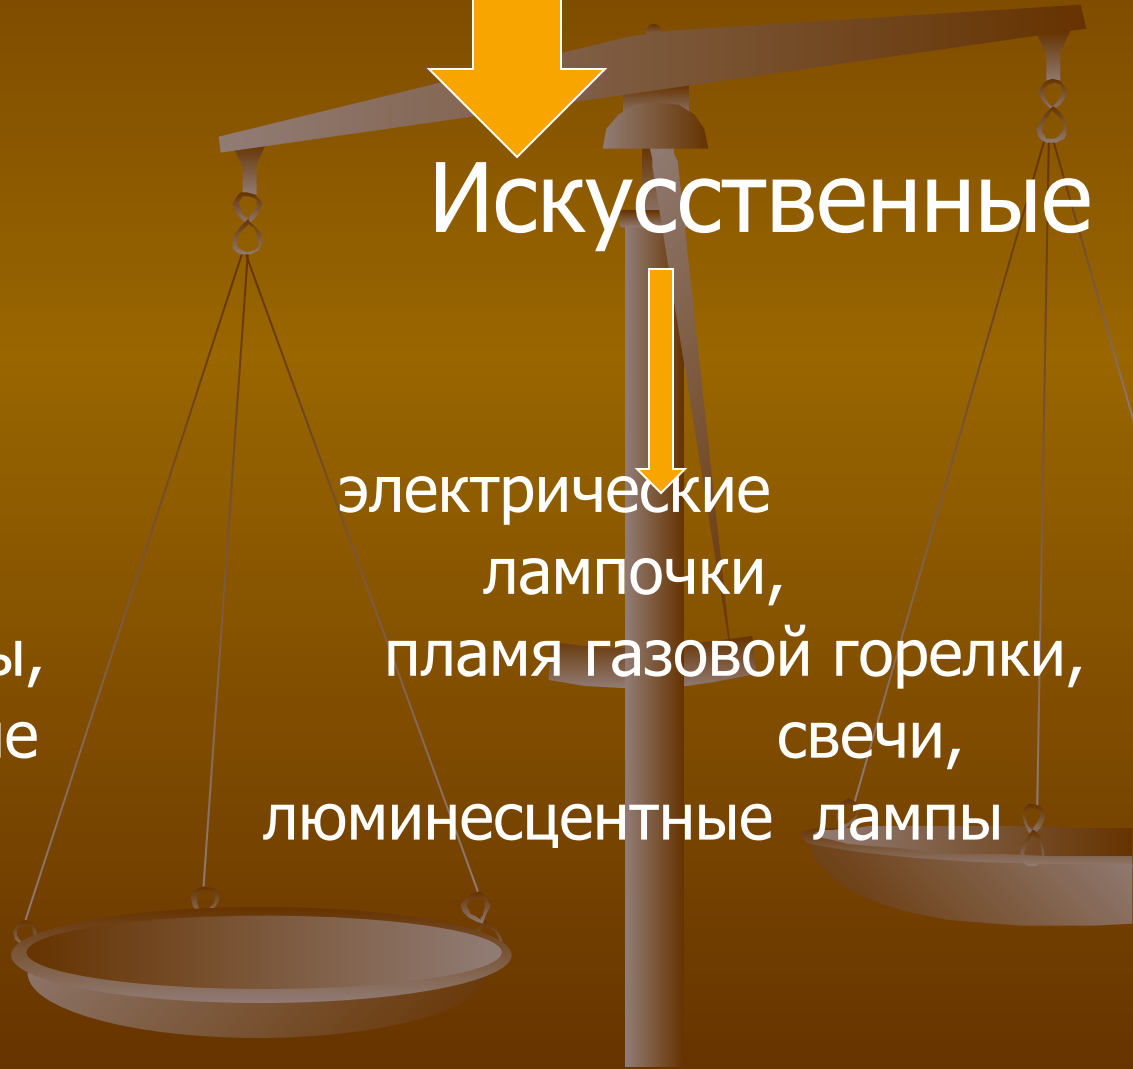 Искусственные
электрические
лампочки,
пламя газовой горелки,
свечи,
люминесцентные лампы